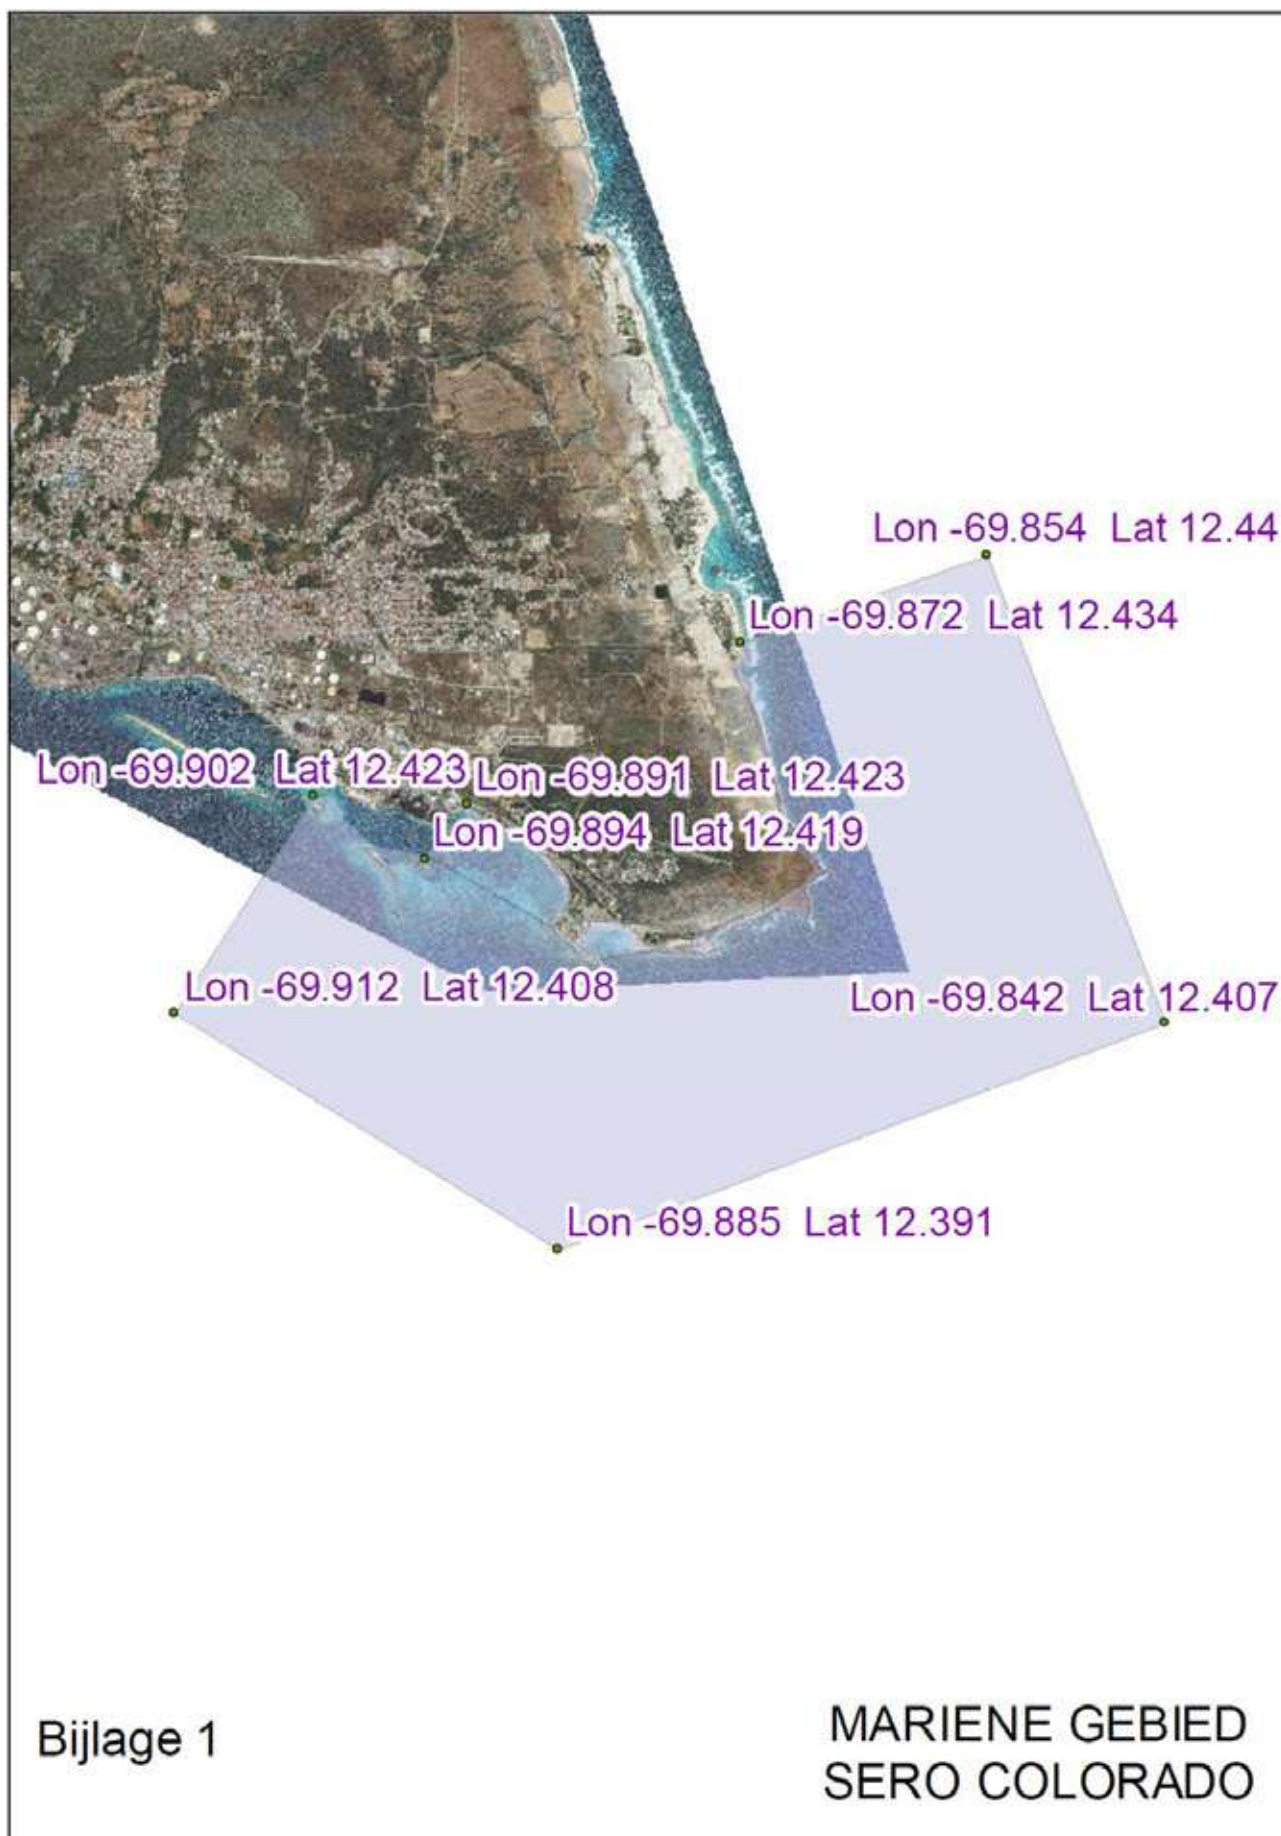 Lon -69.854 Lat 12.44
Lon -69.872 Lat 12.434
Lon -69.902 Lat 12.423
Lon -69.891 Lat 12.423
Lon -69.894 Lat 12.419
Lon -69.912 Lat 12.408
Lon -69.842 Lat 12.407
Lon -69.885 Lat 12.391
Bijlage 1
MARIENE GEBIED
SERO COLORADO